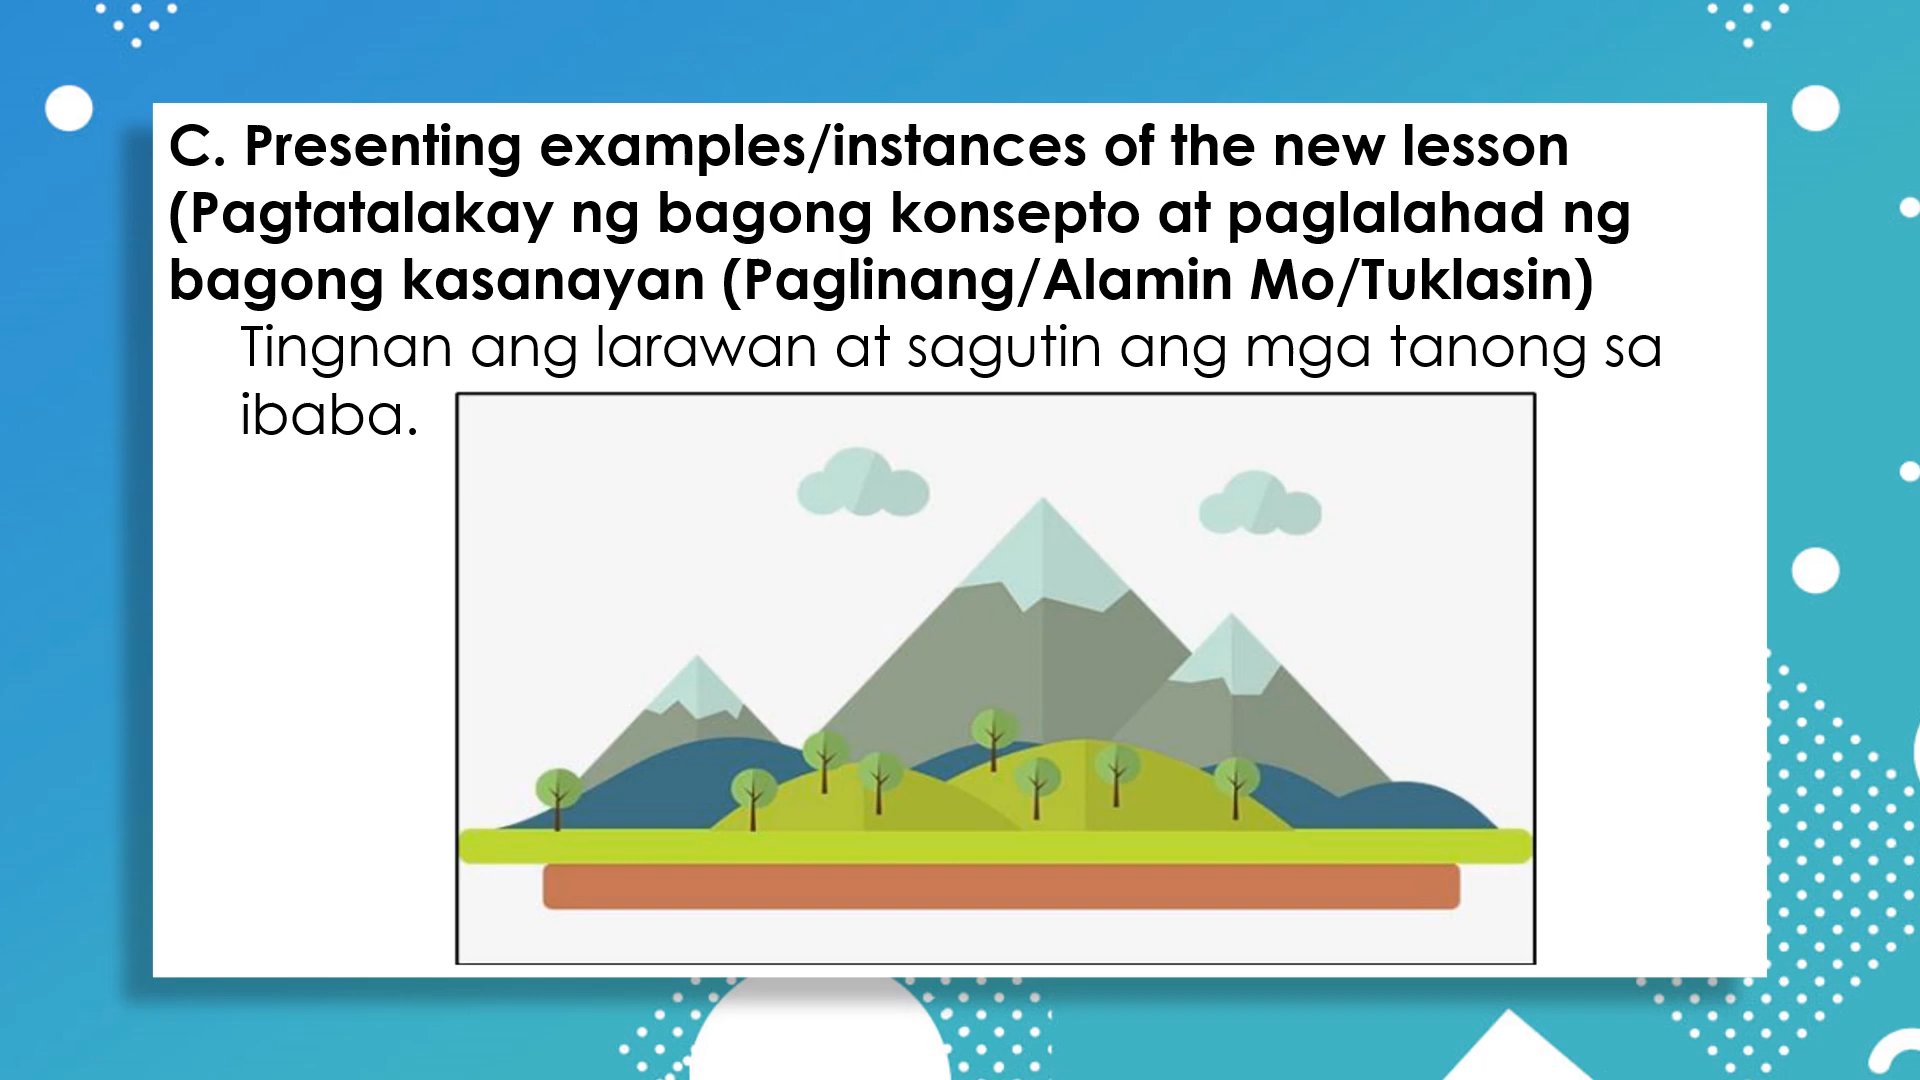 C. Presenting examples/instances of the new lesson
(Pagtatalakay ng bagong konsepto at paglalahad ng
bagong kasanayan (Paglinang/Alamin Mo/Tuklasin)
Tingnan ang larawan at sagutin ang mga tanong sa
ibaba.